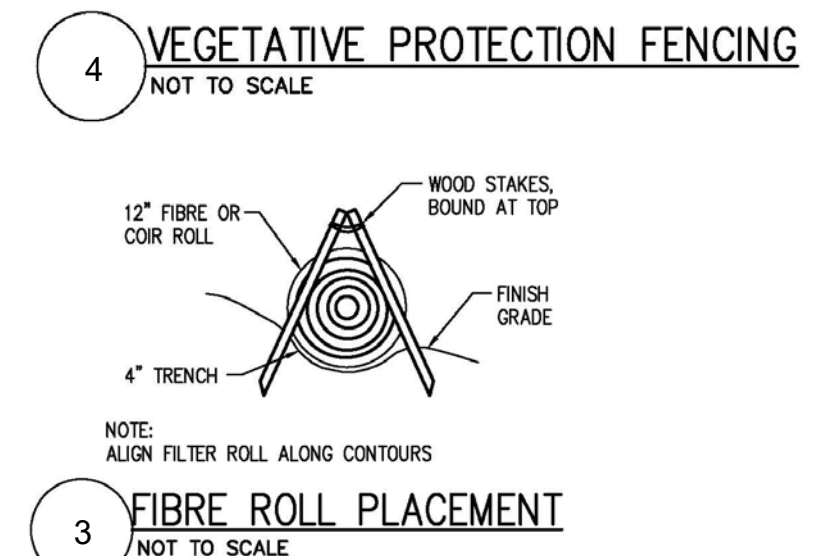 4
VEGETATIVE PROTECTION FENCING
NOT TO SCALE
12" FIBRE OR
COIR ROLL
WOOD STAKES,
BOUND AT TOP
FINISH
GRADE
4" TRENCH
NOTE:
ALIGN FILTER ROLL ALONG CONTOURS
3
FIBRE ROLL PLACEMENT
NOT TO SCALE